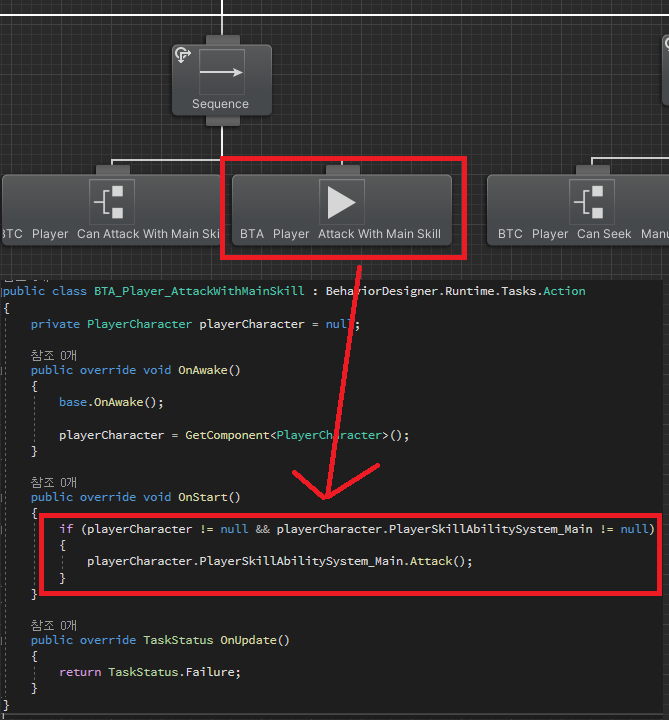 Sequence
BTC Player Can Attack With Main Ski
BTA Player Attack With Main Skill
BTC Player Can Seek Manu
public class BTA_Player_AttackWithMainSkill : BehaviorDesigner.Runtime.Tasks.Action
{
private PlayerCharacter playerCharacter = null;
참조 0개
public override void OnAwake()
{
base.OnAwake();
playerCharacter = GetComponent<PlayerCharacter>();
}
참조 0개
public override void OnStart()
{
if (playerCharacter != null && playerCharacter.PlayerSkillAbilitySystem_Main != null)
{
playerCharacter.PlayerSkillAbilitySystem_Main.Attack();
}
}
참조 0개
public override TaskStatus OnUpdate()
{
return TaskStatus.Failure;
}
}